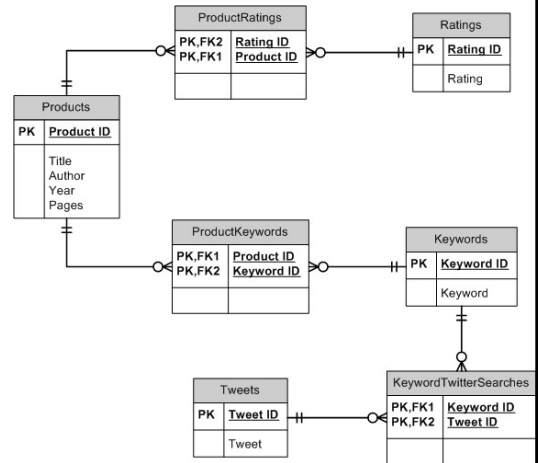 ProductRatings
PK,FK2 Rating ID
PK,FK1 Product ID
Ratings
PK Rating ID
Rating
Products
PK Product ID
Title
Author
Year
Pages
ProductKeywords
PK,FK1 Product ID
PK,FK2 Keyword ID
Keywords
PK Keyword ID
Keyword
Tweets
PK Tweet ID
Tweet
KeywordTwitterSearches
PK,FK1 Keyword ID
PK,FK2 Tweet ID